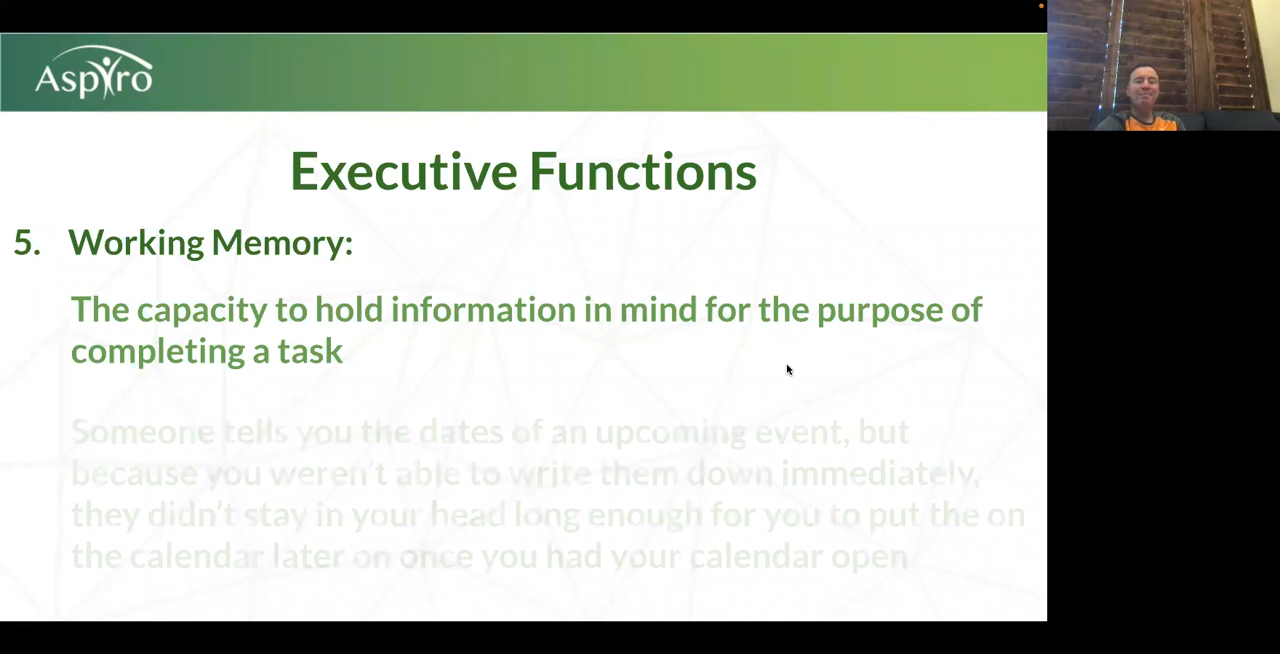 Aspiro
Executive Functions
5. Working Memory:
The capacity to hold information in mind for the purpose of
completing a task
Someone tells you the dates of an upcoming event, but
because you weren't able to write them down immediately,
they didn't stay in your head long enough for you to put the on
the calendar later on once you had your calendar open